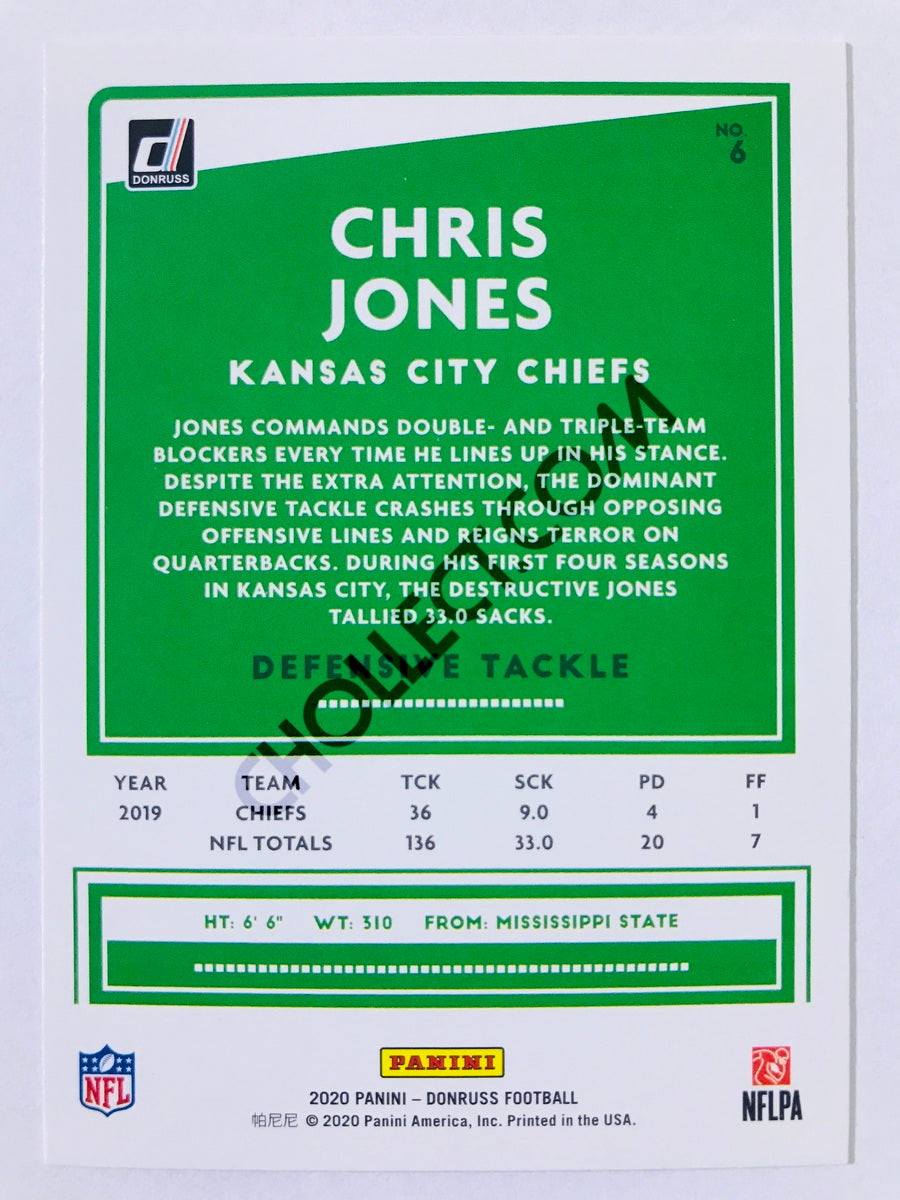 DONRUSS
NO.
6
CHRIS
JONES
KANSAS CITY CHIEFS
JONES COMMANDS DOUBLE- AND TRIPLE-TEAM
BLOCKERS EVERY TIME HE LINES UP IN HIS STANCE.
DESPITE THE EXTRA ATTENTION, THE DOMINANT
DEFENSIVE TACKLE CRASHES THROUGH OPPOSING
OFFENSIVE LINES AND REIGNS TERROR ON
QUARTERBACKS. DURING HIS FIRST FOUR SEASONS
IN KANSAS CITY, THE DESTRUCTIVE JONES
TALLIED 33.0 SACKS.
DEFENSIVE TACKLE
CHOLLECT.COM
YEAR TEAM TCK SCK PD FF
2019 CHIEFS 36 9.0 4 1
NFL TOTALS 136 33.0 20 7
HT: 6' 6" WT: 310 FROM: MISSISSIPPI STATE
NFL
PANINI
NFLPA
2020 PANINI – DONRUSS FOOTBALL
帕尼尼 © 2020 Panini America, Inc. Printed in the USA.